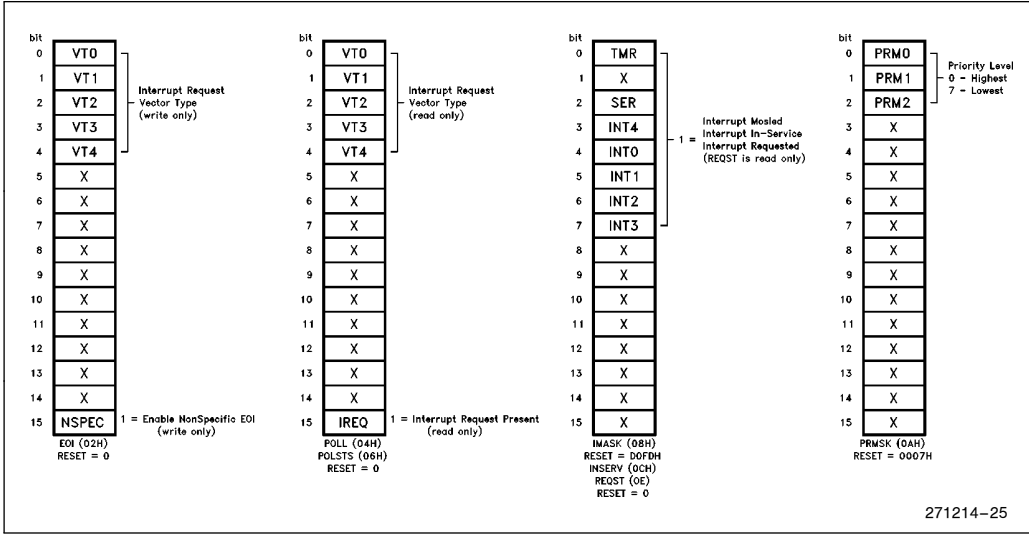 bit
0 VT0
1 VT1
2 VT2
3 VT3
4 VT4
5 X
6 X
7 X
8 X
9 X
10 X
11 X
12 X
13 X
14 X
15 NSPEC
Interrupt Request
Vector Type
(write only)
1 = Enable NonSpecific EOI
(write only)
EOI (02H)
RESET = 0
bit
0 VT0
1 VT1
2 VT2
3 VT3
4 VT4
5 X
6 X
7 X
8 X
9 X
10 X
11 X
12 X
13 X
14 X
15 IREQ
Interrupt Request
Vector Type
(read only)
1 = Interrupt Request Present
(read only)
POLL (04H)
POLSTS (06H)
RESET = 0
bit
0 TMR
1 X
2 SER
3 INT4
4 INT0
5 INT1
6 INT2
7 INT3
8 X
9 X
10 X
11 X
12 X
13 X
14 X
15 X
Interrupt Mosled
1 = Interrupt In-Service
Interrupt Requested
(REQST is read only)
IMASK (08H)
RESET = D0FDH
INSERV (0CH)
REQST (0E)
RESET = 0
bit
0 PRM0
1 PRM1
2 PRM2
3 X
4 X
5 X
6 X
7 X
8 X
9 X
10 X
11 X
12 X
13 X
14 X
15 X
Priority Level
0 - Highest
7 - Lowest
PRMSK (0AH)
RESET = 0007H
271214-25